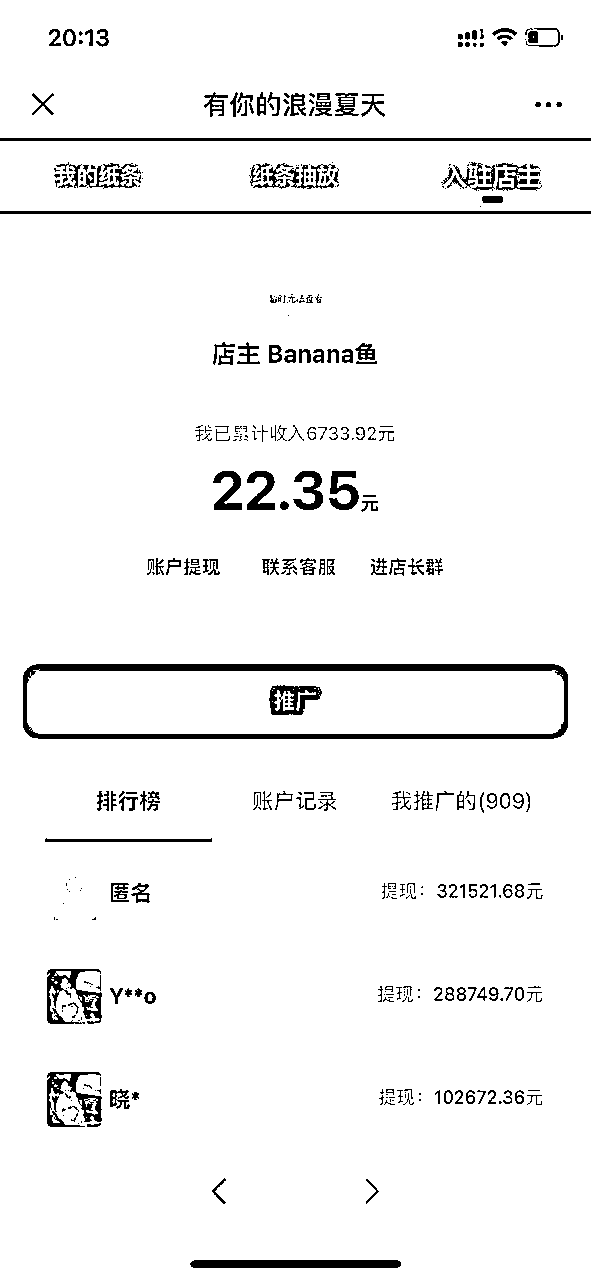 20:13
有你的浪漫夏天
我的纸条 纸条抽放 入驻店主
店主 Banana鱼
我已累计收入6733.92元
22.35元
账户提现 联系客服 进店长群
推广
排行榜 账户记录 我推广的(909)
匿名 提现：321521.68元
Y**o 提现：288749.70元
晓* 提现：102672.36元